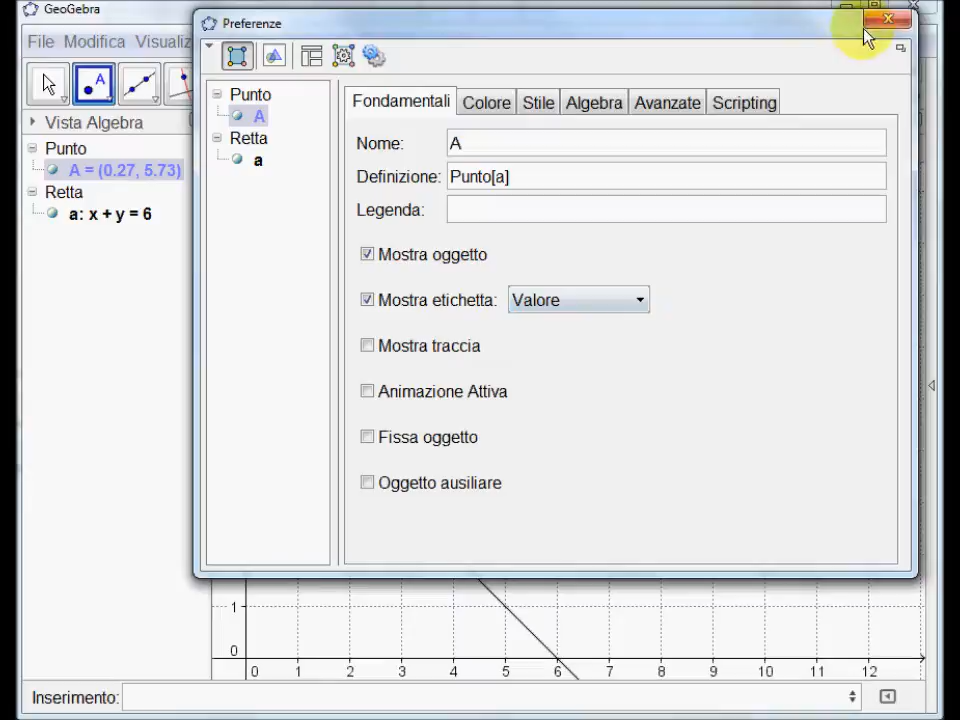 GeoGebra
Preferenze
File Modifica Visualiz
A
Vista Algebra
Punto
A = (0.27, 5.73)
Retta
a: x + y = 6
Punto
A
Retta
a
Fondamentali Colore Stile Algebra Avanzate Scripting
Nome: A
Definizione: Punto[a]
Legenda:
Mostra oggetto
Mostra etichetta: Valore
Mostra traccia
Animazione Attiva
Fissa oggetto
Oggetto ausiliare
1
0
0 1 2 3 4 5 6 7 8 9 10 11 12
Inserimento: